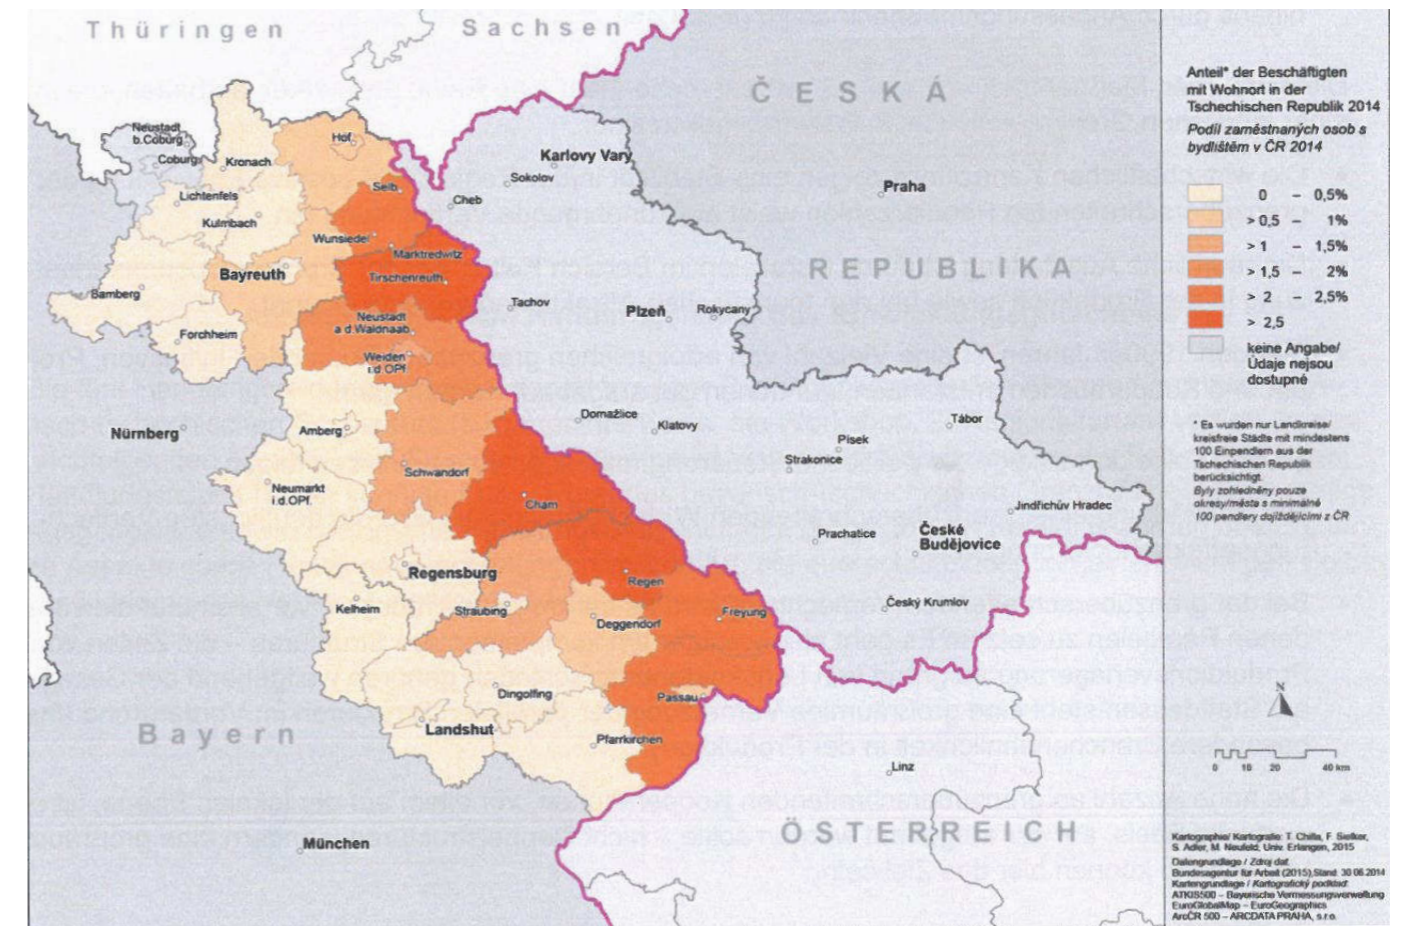 Thüringen
Sachsen
ČESKÁ
REPUBLIKA
Neustadt
b.Coburg
Coburg
Kronach
Hof
Lichtenfels
Kulmbach
Selb
Wunsiedel
Marktredwitz
Bayreuth
Tirschenreuth
Bamberg
Forchheim
Neustadt
a d Waldnaab
Weiden
i.d OPf.
Karlovy Vary
Sokolov
Cheb
Praha
Tachov
Plzeň
Rokycany
Nürnberg
Amberg
Schwandorf
Neumarkt
i.d.OPf.
Cham
Domažlice
Klatovy
Tábor
Písek
Strakonice
Jindřichův Hradec
Prachatice
České
Budějovice
Český Krumlov
Regensburg
Kelheim
Straubing
Regen
Deggendorf
Freyung
Dingolfing
Passau
Landshut
Pfarrkirchen
Bayern
München
Linz
ÖSTERREICH
Anteil* der Beschäftigten
mit Wohnort in der
Tschechischen Republik 2014
Podíl zaměstnaných osob s
bydlištěm v ČR 2014
0 – 0,5%
> 0,5 – 1%
> 1 – 1,5%
> 1,5 – 2%
> 2 – 2,5%
> 2,5
keine Angabe/
Údaje nejsou
dostupné
* Es wurden nur Landkreise/
kreisfreie Städte mit mindestens
100 Einpendlern aus der
Tschechischen Republik
berücksichtigt.
Byly zohledněny pouze
okresy/města s minimálně
100 pendlery dojíždějícími z ČR
N
0 10 20 40 km
Kartographie/ Kartografie: T. Chilla, F. Sielker,
S. Adler, M. Neufeld, Univ. Erlangen, 2015
Datengrundlage / Zdroj dat:
Bundesagentur für Arbeit (2015),Stand: 30.06.2014
Kartengrundlage / Kartografický podklad:
ATKIS500 – Bayerische Vermessungsverwaltung
EuroGlobalMap – EuroGeographics
ArcČR 500 – ARCDATA PRAHA, s.r.o.